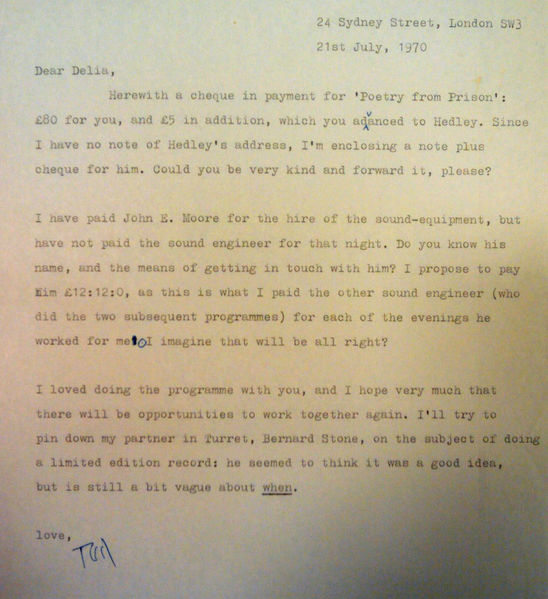 24 Sydney Street, London SW3
21st July, 1970
Dear Delia,
Herewith a cheque in payment for 'Poetry from Prison':
£80 for you, and £5 in addition, which you advanced to Hedley. Since
I have no note of Hedley's address, I'm enclosing a note plus
cheque for him. Could you be very kind and forward it, please?
I have paid John E. Moore for the hire of the sound-equipment, but
have not paid the sound engineer for that night. Do you know his
name, and the means of getting in touch with him? I propose to pay
him £12:12:0, as this is what I paid the other sound engineer (who
did the two subsequent programmes) for each of the evenings he
worked for me. I imagine that will be all right?
I loved doing the programme with you, and I hope very much that
there will be opportunities to work together again. I'll try to
pin down my partner in Turret, Bernard Stone, on the subject of doing
a limited edition record: he seemed to think it was a good idea,
but is still a bit vague about when.
love,